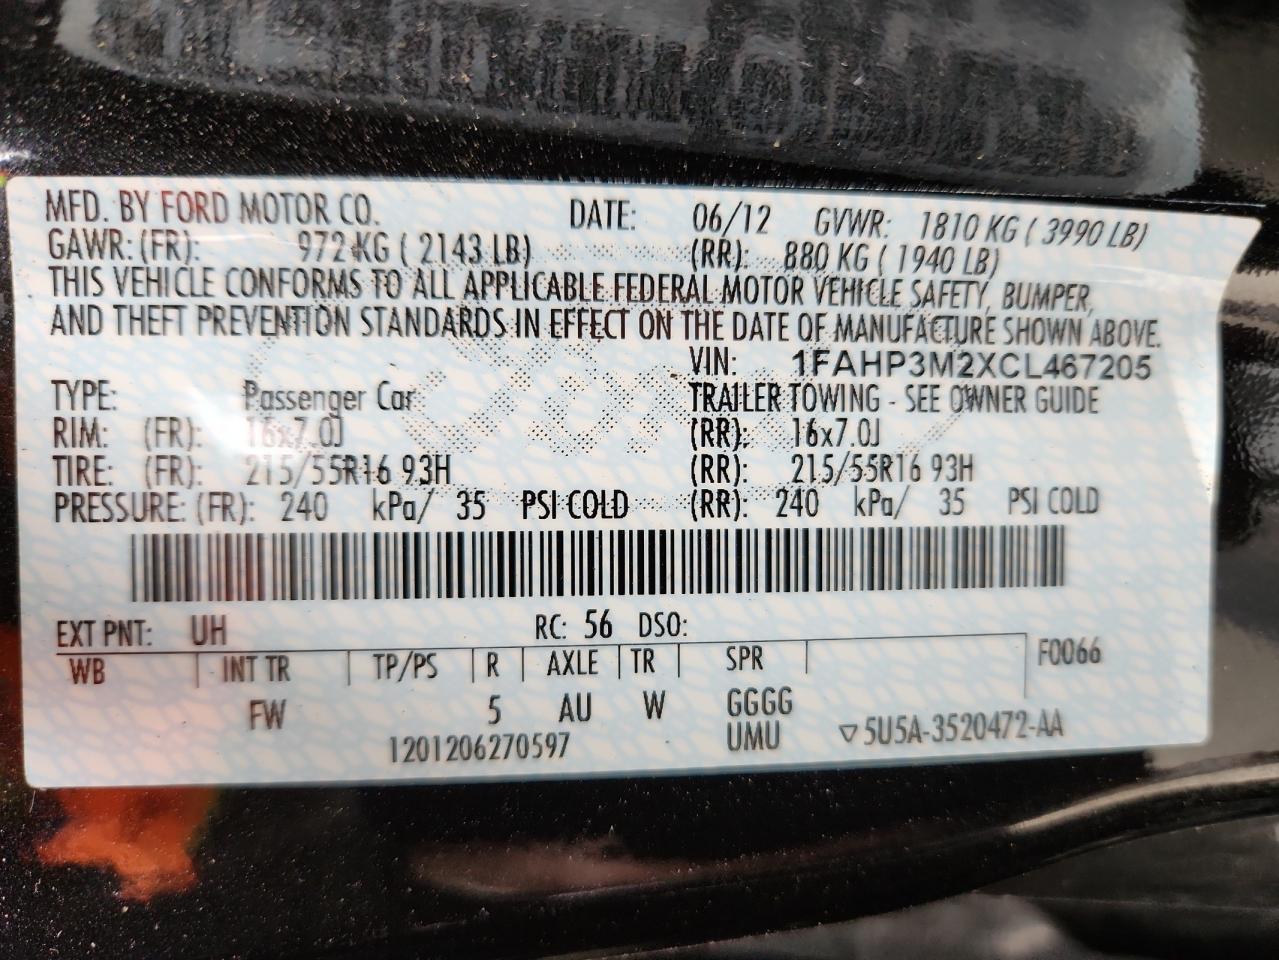 MFD. BY FORD MOTOR CO. DATE: 06/12 GVWR: 1810 KG ( 3990 LB)
GAWR: (FR): 972 KG ( 2143 LB) (RR): 880 KG ( 1940 LB)
THIS VEHICLE CONFORMS TO ALL APPLICABLE FEDERAL MOTOR VEHICLE SAFETY, BUMPER,
AND THEFT PREVENTION STANDARDS IN EFFECT ON THE DATE OF MANUFACTURE SHOWN ABOVE.
VIN: 1FAHP3M2XCL467205
TYPE: Passenger Car TRAILER TOWING - SEE OWNER GUIDE
RIM: (FR): 16x7.0J (RR): 16x7.0J
TIRE: (FR): 215/55R16 93H (RR): 215/55R16 93H
PRESSURE: (FR): 240 kPa/ 35 PSI COLD (RR): 240 kPa/ 35 PSI COLD
EXT PNT: UH RC: 56 DSO:
WB INT TR TP/PS R AXLE TR SPR F0066
FW 5 AU W GGGG
1201206270597 UMU ▽5U5A-3520472-AA